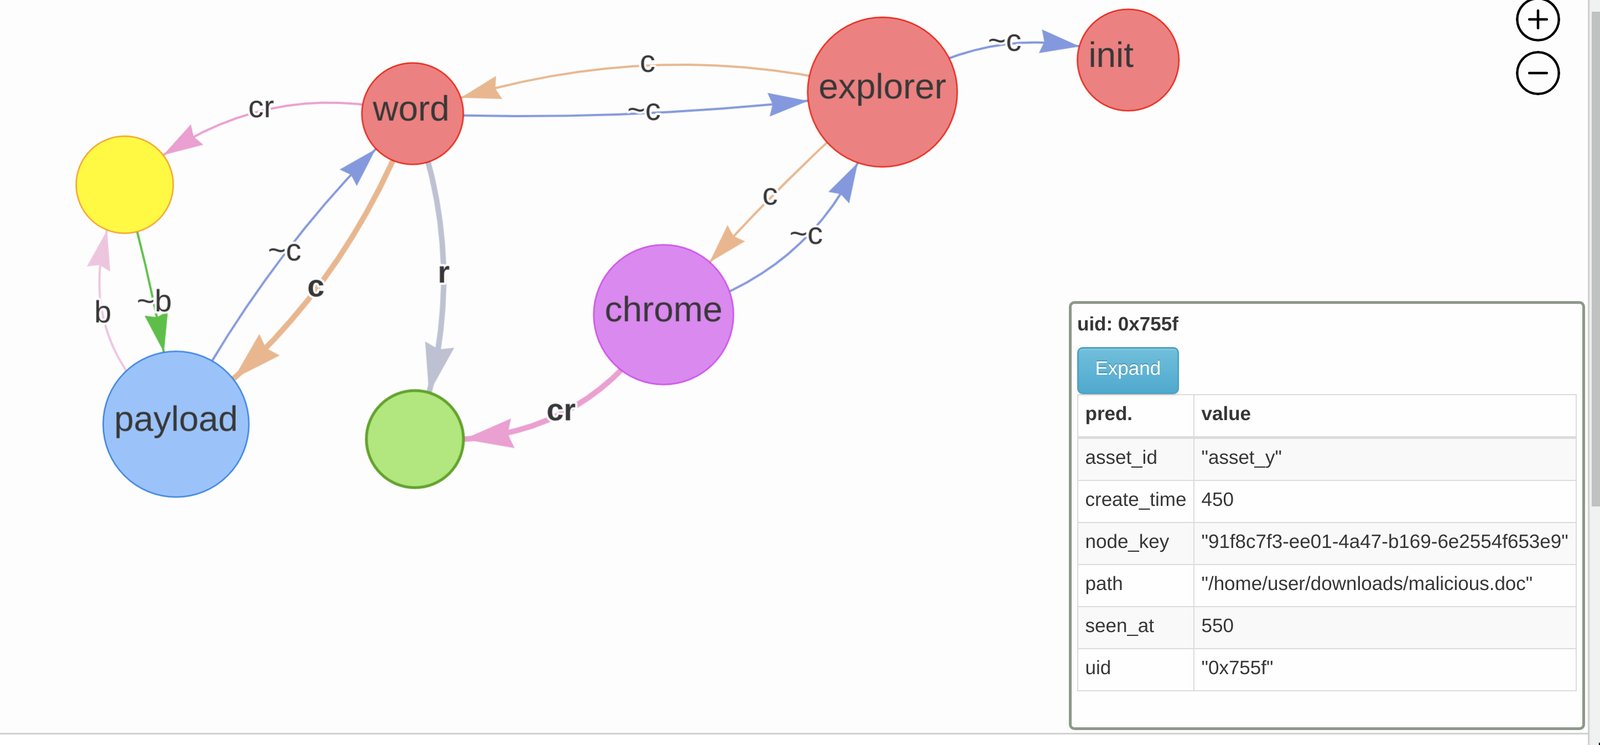 ~c
init
c
explorer
word
~c
cr
c
~c
~c
c
r
b
~b
chrome
payload
cr
uid: 0x755f
Expand
pred. value
asset_id "asset_y"
create_time 450
node_key "91f8c7f3-ee01-4a47-b169-6e2554f653e9"
path "/home/user/downloads/malicious.doc"
seen_at 550
uid "0x755f"